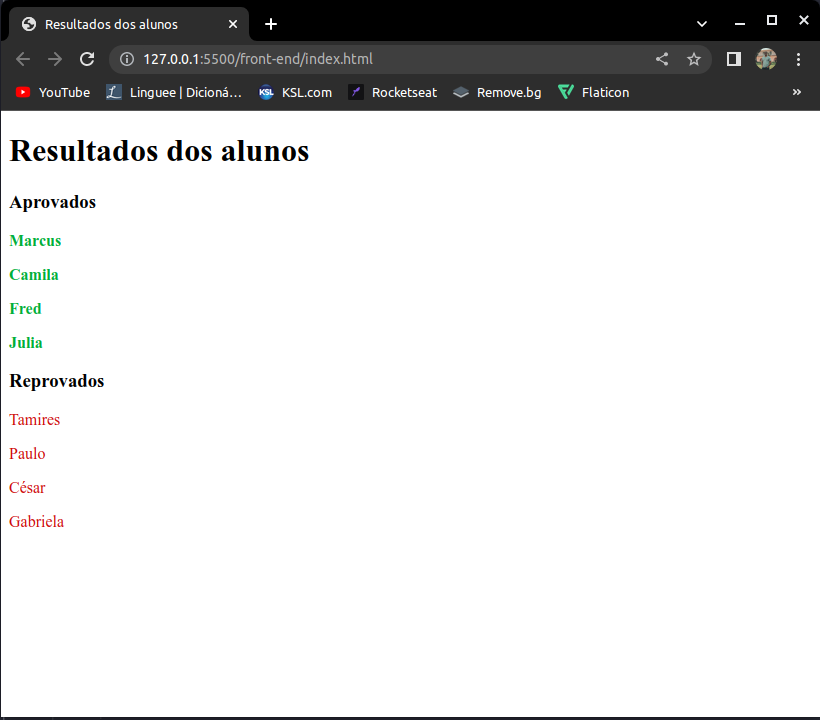 Resultados dos alunos
127.0.0.1:5500/front-end/index.html
YouTube Linguee | Dicioná... KSL KSL.com Rocketseat Remove.bg Flaticon »
Resultados dos alunos
Aprovados
Marcus
Camila
Fred
Julia
Reprovados
Tamires
Paulo
César
Gabriela